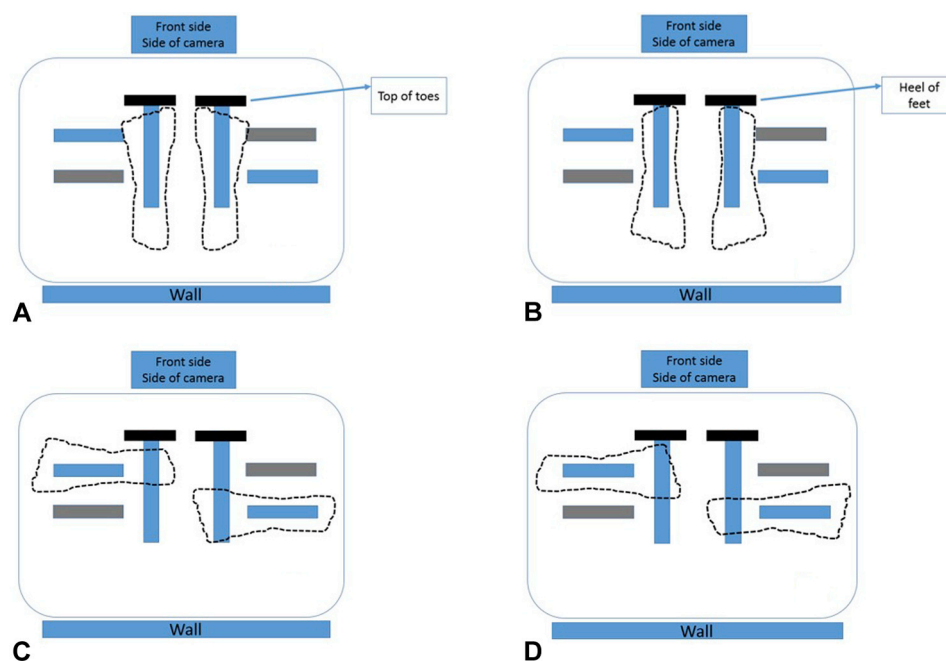 Front side
Side of camera
Top of toes
Wall
A
Front side
Side of camera
Heel of
feet
Wall
B
Front side
Side of camera
Wall
C
Front side
Side of camera
Wall
D